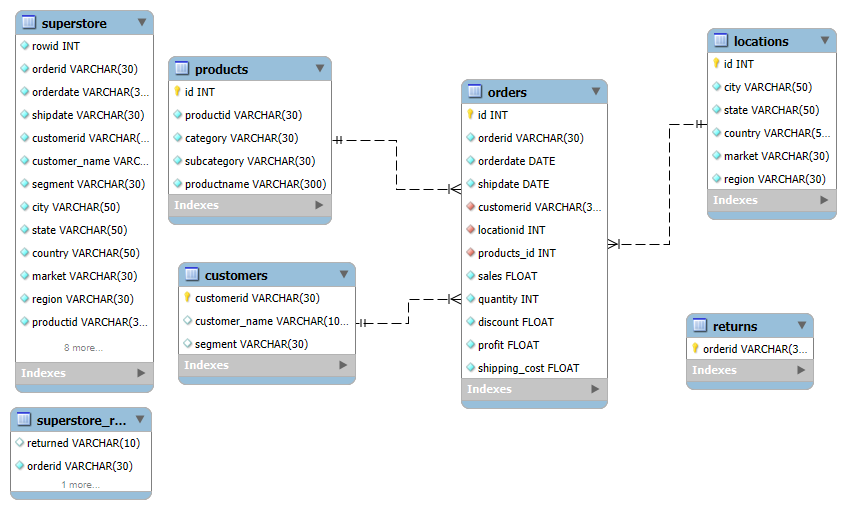 superstore
rowid INT
orderid VARCHAR(30)
orderdate VARCHAR(3...
shipdate VARCHAR(30)
customerid VARCHAR(...
customer_name VARC...
segment VARCHAR(30)
city VARCHAR(50)
state VARCHAR(50)
country VARCHAR(50)
market VARCHAR(30)
region VARCHAR(30)
productid VARCHAR(3...
8 more...
Indexes
superstore_r...
returned VARCHAR(10)
orderid VARCHAR(30)
1 more...
products
id INT
productid VARCHAR(30)
category VARCHAR(30)
subcategory VARCHAR(30)
productname VARCHAR(300)
Indexes
customers
customerid VARCHAR(30)
customer_name VARCHAR(10...
segment VARCHAR(30)
Indexes
orders
id INT
orderid VARCHAR(30)
orderdate DATE
shipdate DATE
customerid VARCHAR(3...
locationid INT
products_id INT
sales FLOAT
quantity INT
discount FLOAT
profit FLOAT
shipping_cost FLOAT
Indexes
locations
id INT
city VARCHAR(50)
state VARCHAR(50)
country VARCHAR(5...
market VARCHAR(30)
region VARCHAR(30)
Indexes
returns
orderid VARCHAR(3...
Indexes